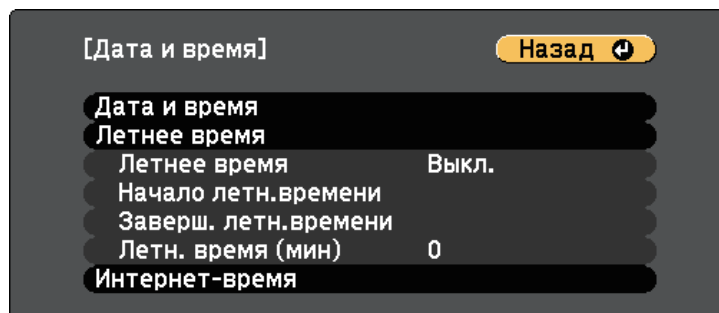 [Дата и время] Назад
Дата и время
Летнее время
Летнее время Выкл.
Начало летн.времени
Заверш. летн.времени
Летн. время (мин) 0
Интернет-время